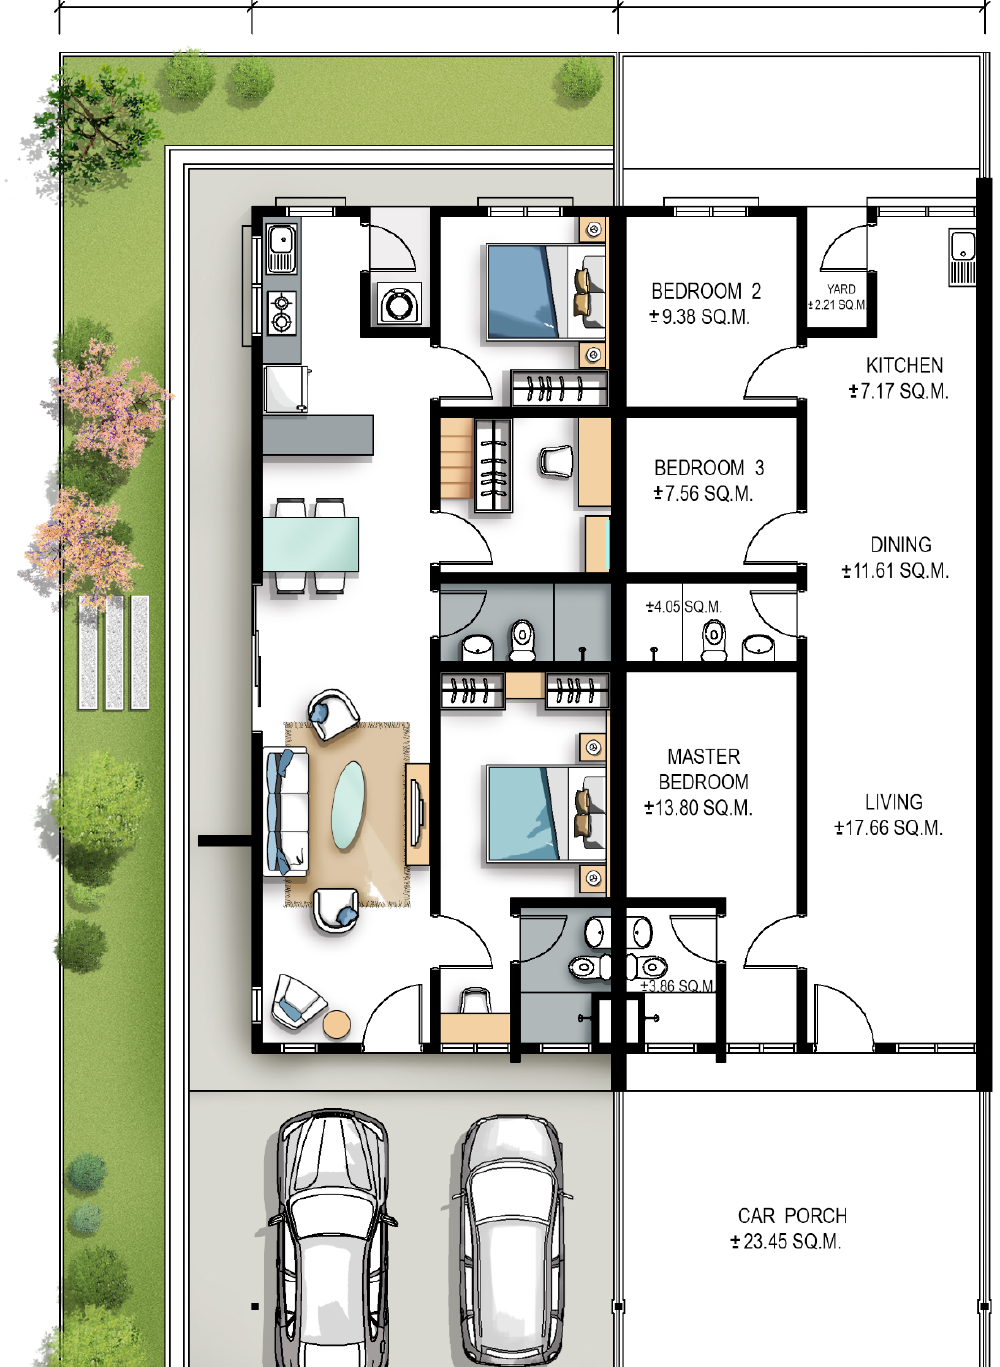 BEDROOM 2
±9.38 SQ.M.
YARD
±2.21 SQ.M.
KITCHEN
±7.17 SQ.M.
BEDROOM 3
±7.56 SQ.M.
DINING
±11.61 SQ.M.
±4.05 SQ.M.
MASTER
BEDROOM
±13.80 SQ.M.
LIVING
±17.66 SQ.M.
±3.86 SQ.M.
CAR PORCH
±23.45 SQ.M.